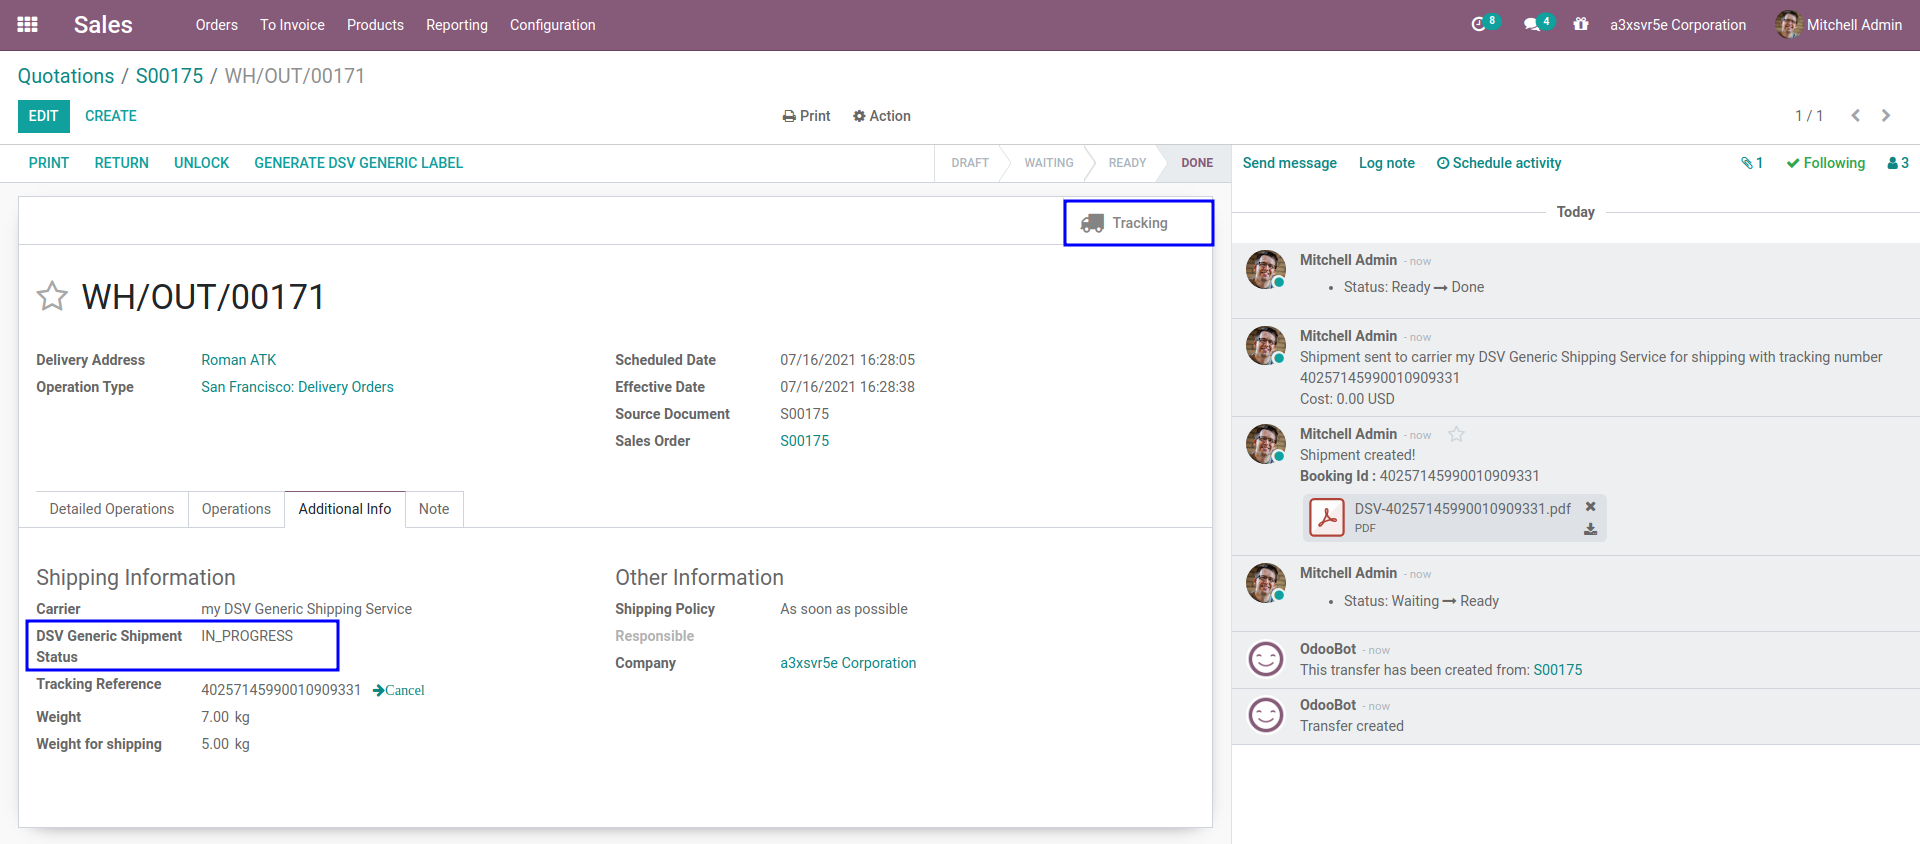 Sales Orders To Invoice Products Reporting Configuration 8 4 a3xsvr5e Corporation Mitchell Admin
Quotations / S00175 / WH/OUT/00171
EDIT CREATE Print Action 1 / 1
PRINT RETURN UNLOCK GENERATE DSV GENERIC LABEL DRAFT WAITING READY DONE
Tracking
WH/OUT/00171
Delivery Address Roman ATK
Operation Type San Francisco: Delivery Orders
Scheduled Date 07/16/2021 16:28:05
Effective Date 07/16/2021 16:28:38
Source Document S00175
Sales Order S00175
Detailed Operations Operations Additional Info Note
Shipping Information
Carrier my DSV Generic Shipping Service
DSV Generic Shipment IN_PROGRESS
Status
Tracking Reference 40257145990010909331 Cancel
Weight 7.00 kg
Weight for shipping 5.00 kg
Other Information
Shipping Policy As soon as possible
Responsible
Company a3xsvr5e Corporation
Send message Log note Schedule activity 1 Following 3
Today
Mitchell Admin - now
• Status: Ready → Done
Mitchell Admin - now
Shipment sent to carrier my DSV Generic Shipping Service for shipping with tracking number
40257145990010909331
Cost: 0.00 USD
Mitchell Admin - now
Shipment created!
Booking Id : 40257145990010909331
DSV-40257145990010909331.pdf
PDF
Mitchell Admin - now
• Status: Waiting → Ready
OdooBot - now
This transfer has been created from: S00175
OdooBot - now
Transfer created